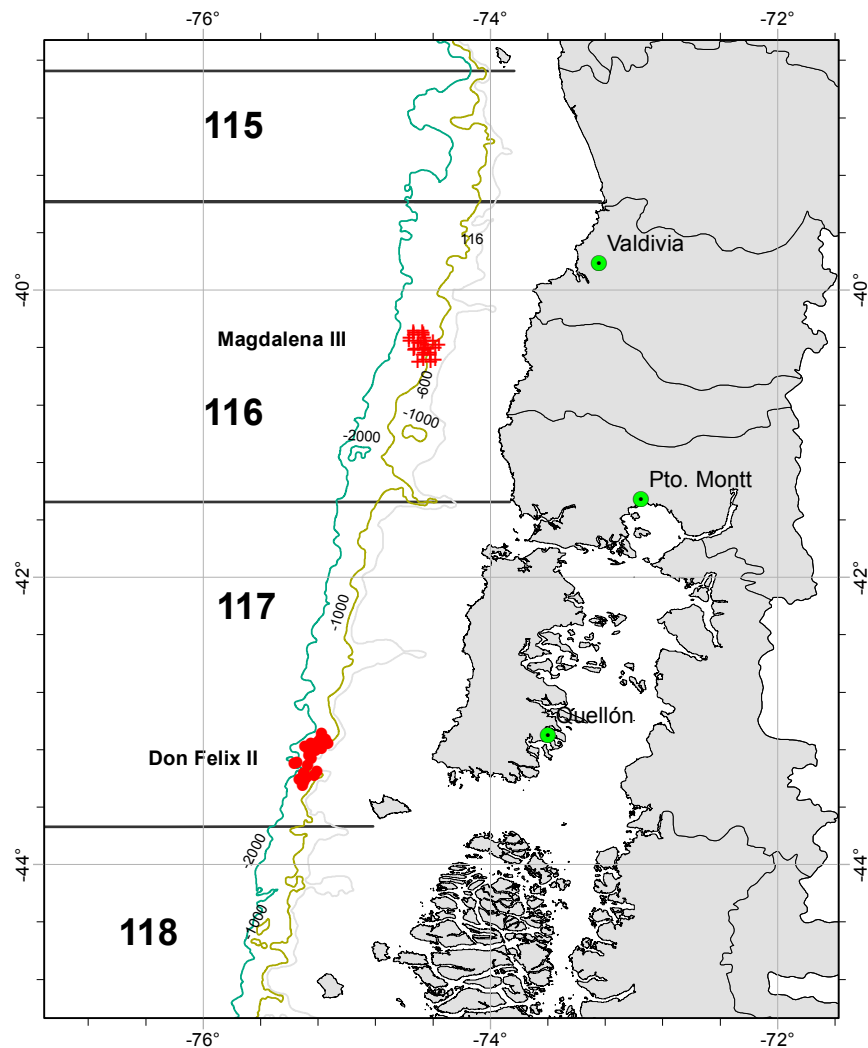 -76° -74° -72°
115
116
Valdivia
-40° -40°
Magdalena III
-600
116
-1000
-2000
Pto. Montt
-42° -42°
117
-1000
Quellón
Don Felix II
-2000
-44° -44°
-1000
118
-76° -74° -72°